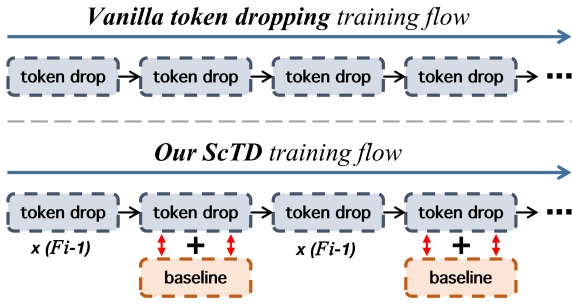 Vanilla token dropping training flow
token drop token drop token drop token drop ...
Our ScTD training flow
token drop token drop token drop token drop ...
x (Fi-1) + x (Fi-1) +
baseline baseline